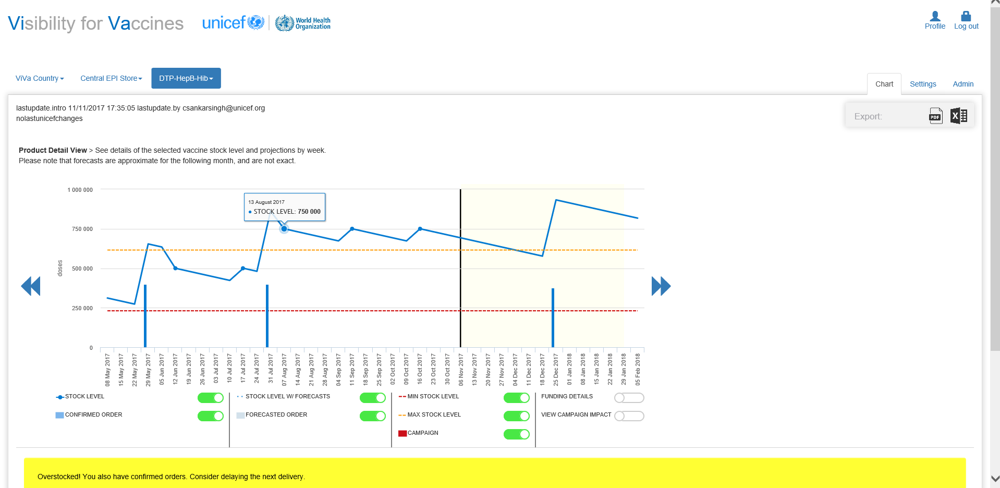 Visibility for Vaccines
unicef
World Health
Organization
Profile
Log out
ViVa Country
Central EPI Store
DTP-HepB-Hib
Chart
Settings
Admin
lastupdate.intro 11/11/2017 17:35:05 lastupdate.by csankarsingh@unicef.org
nolastunicefchanges
Export:
PDF
X
Product Detail View > See details of the selected vaccine stock level and projections by week.
Please note that forecasts are approximate for the following month, and are not exact.
1 000 000
750 000
500 000
250 000
0
doses
13 August 2017
STOCK LEVEL: 750 000
08 May 2017
15 May 2017
22 May 2017
29 May 2017
05 Jun 2017
12 Jun 2017
19 Jun 2017
26 Jun 2017
03 Jul 2017
10 Jul 2017
17 Jul 2017
24 Jul 2017
31 Jul 2017
07 Aug 2017
14 Aug 2017
21 Aug 2017
28 Aug 2017
04 Sep 2017
11 Sep 2017
18 Sep 2017
25 Sep 2017
02 Oct 2017
09 Oct 2017
16 Oct 2017
23 Oct 2017
30 Oct 2017
06 Nov 2017
13 Nov 2017
20 Nov 2017
27 Nov 2017
04 Dec 2017
11 Dec 2017
18 Dec 2017
25 Dec 2017
01 Jan 2018
08 Jan 2018
15 Jan 2018
22 Jan 2018
29 Jan 2018
05 Feb 2018
STOCK LEVEL
STOCK LEVEL W/ FORECASTS
MIN STOCK LEVEL
FUNDING DETAILS
CONFIRMED ORDER
FORECASTED ORDER
MAX STOCK LEVEL
VIEW CAMPAIGN IMPACT
CAMPAIGN
Overstocked! You also have confirmed orders. Consider delaying the next delivery.